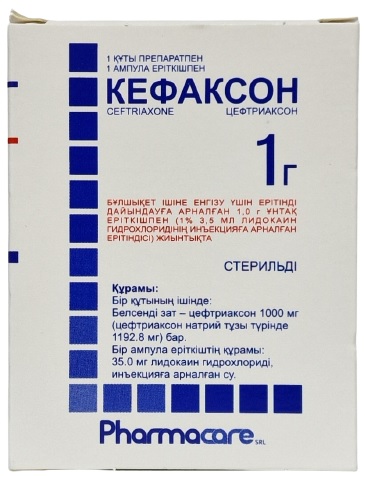 1 ҚҰТЫ ПРЕПАРАТПЕН
1 АМПУЛА ЕРІТКІШПЕН
КЕФАКСОН
CEFTRIAXONE ЦЕФТРИАКСОН
1г
БҰЛШЫҚЕТ ІШІНЕ ЕНГІЗУ ҮШІН ЕРІТІНДІ
ДАЙЫНДАУҒА АРНАЛҒАН 1,0 г ҰНТАҚ
ЕРІТКІШПЕН (1% 3,5 МЛ ЛИДОКАИН
ГИДРОХЛОРИДІНІҢ ИНЪЕКЦИЯҒА АРНАЛҒАН
ЕРІТІНДІСІ) ЖИЫНТЫҚТА
СТЕРИЛЬДІ
Құрамы:
Бір құтының ішінде:
Белсенді зат – цефтриаксон 1000 мг
(цефтриаксон натрий тұзы түрінде
1192.8 мг) бар.
Бір ампула еріткіштің құрамы:
35.0 мг лидокаин гидрохлориді,
инъекцияға арналған су.
Pharmacare SRL